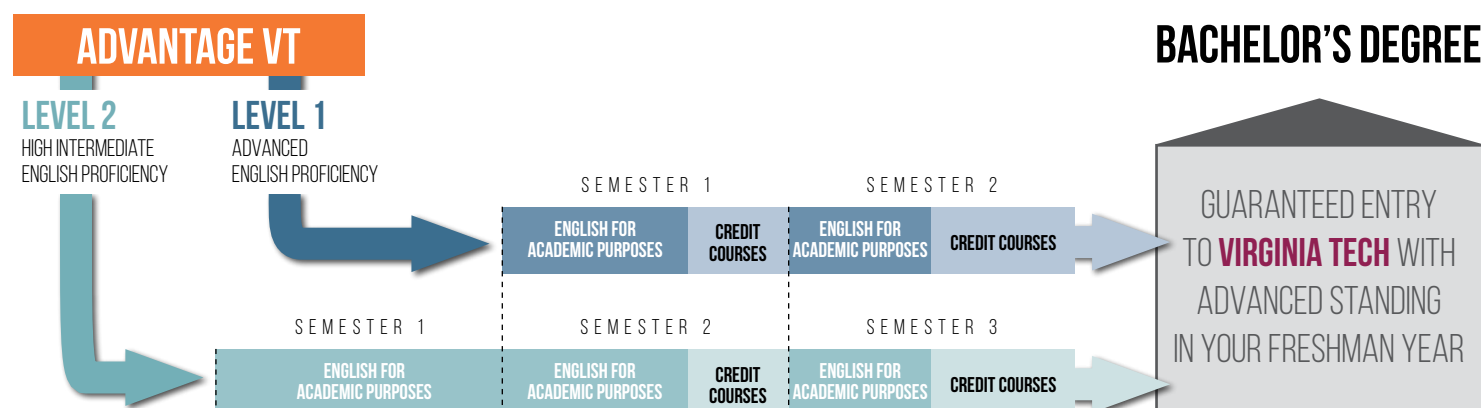 ADVANTAGE VT
BACHELOR'S DEGREE
LEVEL 2
HIGH INTERMEDIATE
ENGLISH PROFICIENCY
LEVEL 1
ADVANCED
ENGLISH PROFICIENCY
SEMESTER 1
SEMESTER 2
ENGLISH FOR
ACADEMIC PURPOSES
CREDIT
COURSES
ENGLISH FOR
ACADEMIC PURPOSES
CREDIT COURSES
SEMESTER 1
SEMESTER 2
SEMESTER 3
ENGLISH FOR
ACADEMIC PURPOSES
ENGLISH FOR
ACADEMIC PURPOSES
CREDIT
COURSES
ENGLISH FOR
ACADEMIC PURPOSES
CREDIT COURSES
GUARANTEED ENTRY
TO VIRGINIA TECH WITH
ADVANCED STANDING
IN YOUR FRESHMAN YEAR